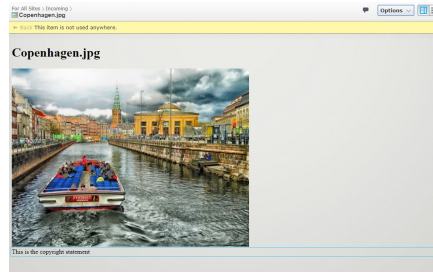 For All Sites › Incoming ›
Copenhagen.jpg
Options
← Back This item is not used anywhere.
Copenhagen.jpg
This is the copyright statement